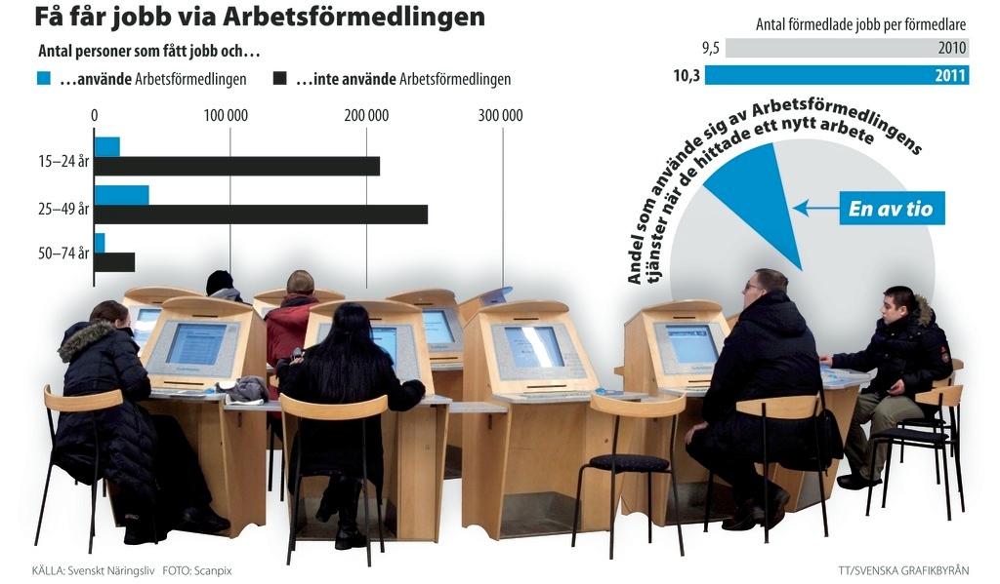 Få får jobb via Arbetsförmedlingen
Antal personer som fått jobb och…
…använde Arbetsförmedlingen
…inte använde Arbetsförmedlingen
0
100 000
200 000
300 000
15–24 år
25–49 år
50–74 år
Antal förmedlade jobb per förmedlare
9,5
2010
10,3
2011
Andel som använde sig av Arbetsförmedlingens
tjänster när de hittade ett nytt arbete
En av tio
KÄLLA: Svenskt Näringsliv FOTO: Scanpix
TT/SVENSKA GRAFIKBYRÅN